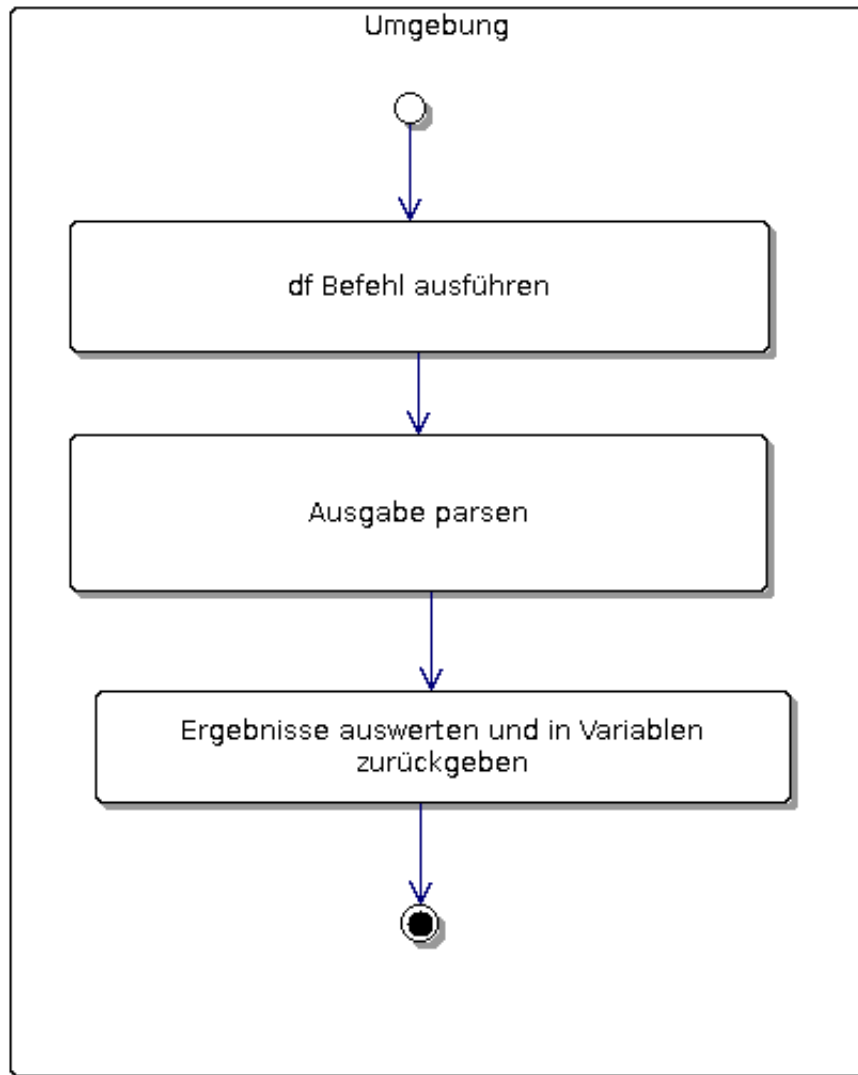 Umgebung
df Befehl ausführen
Ausgabe parsen
Ergebnisse auswerten und in Variablen
zurückgeben